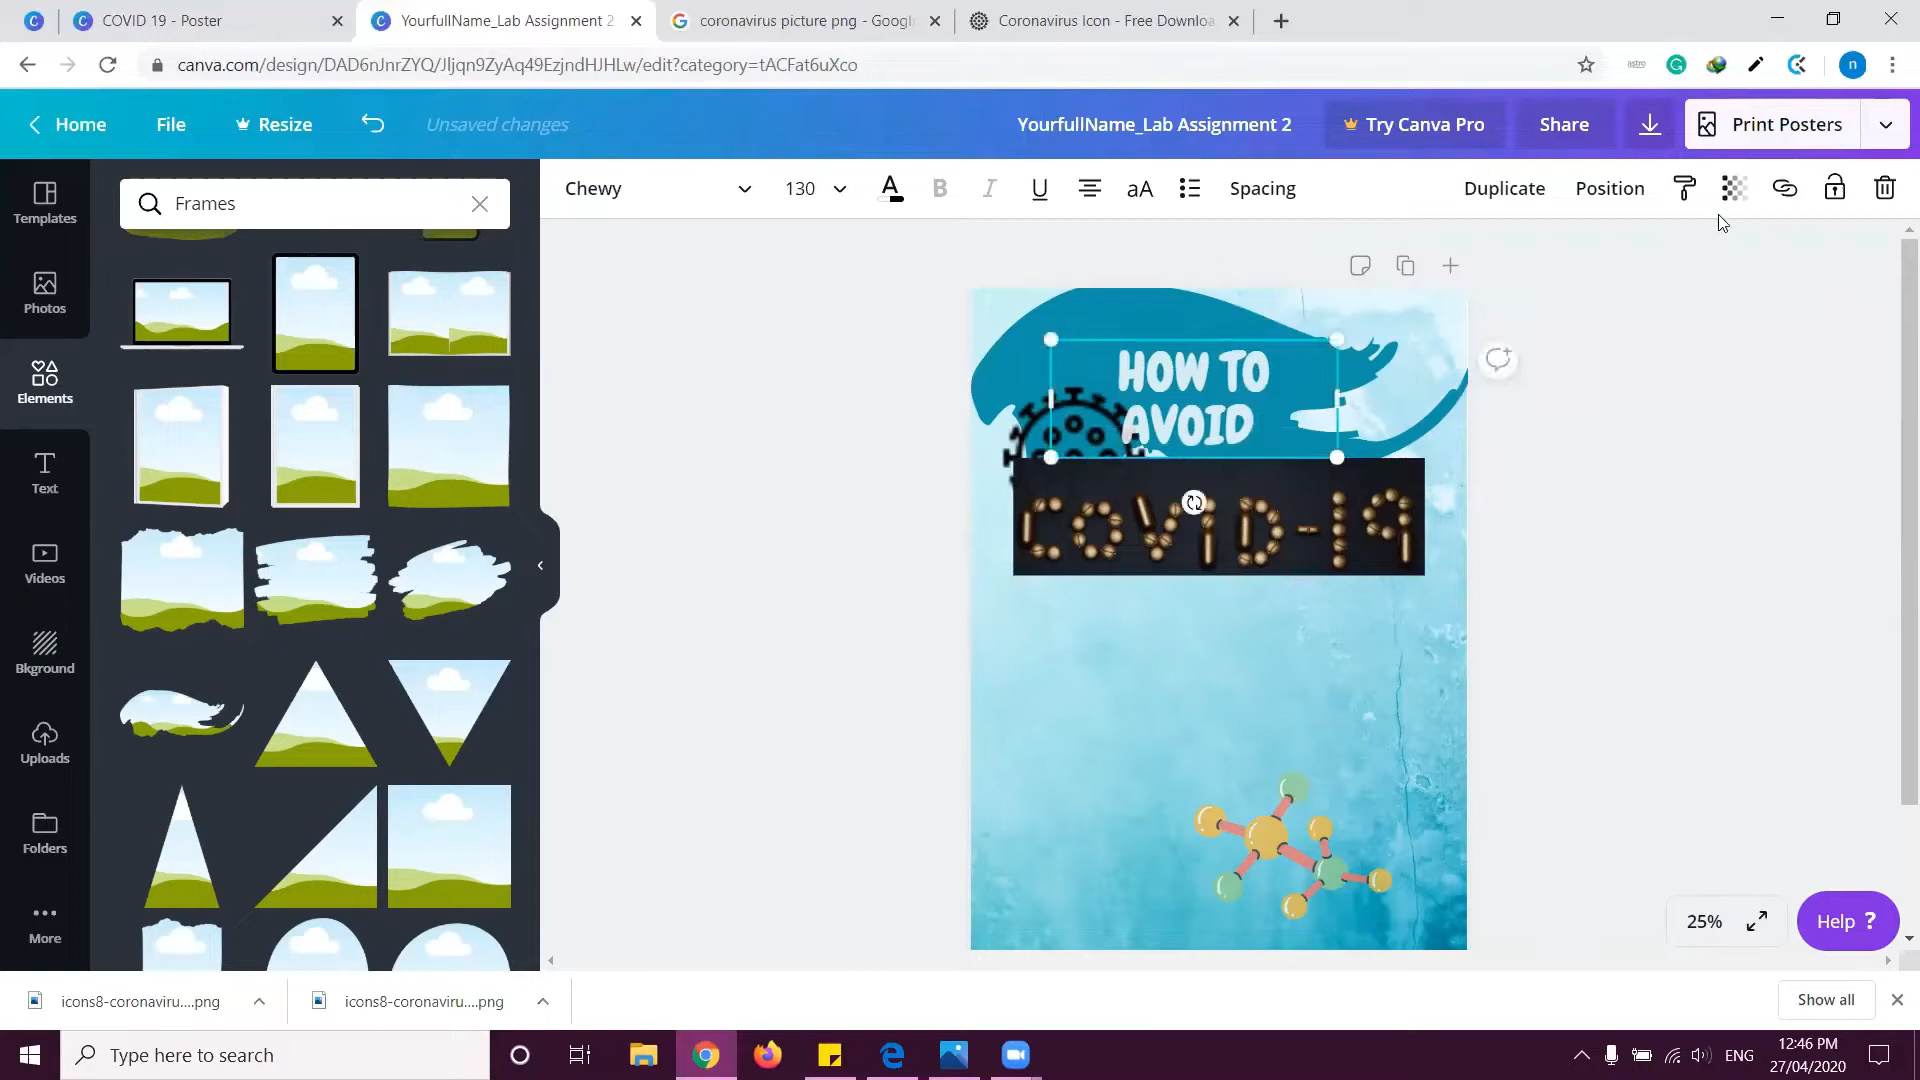 COVID 19 - Poster
YourfullName_Lab Assignment 2
coronavirus picture png - Googl
Coronavirus Icon - Free Downloa
canva.com/design/DAD6nJnrZYQ/Jljqn9ZyAq49EzjndHJHLw/edit?category=tACFat6uXco
astro
n
Home
File
Resize
Unsaved changes
YourfullName_Lab Assignment 2
Try Canva Pro
Share
Print Posters
Templates
Photos
Elements
Text
Videos
Bkground
Uploads
Folders
More
Frames
Chewy
130
A
B
I
U
aA
Spacing
Duplicate
Position
HOW TO
AVOID
COVID-19
25%
Help ?
icons8-coronaviru....png
icons8-coronaviru....png
Show all
Type here to search
ENG
12:46 PM
27/04/2020